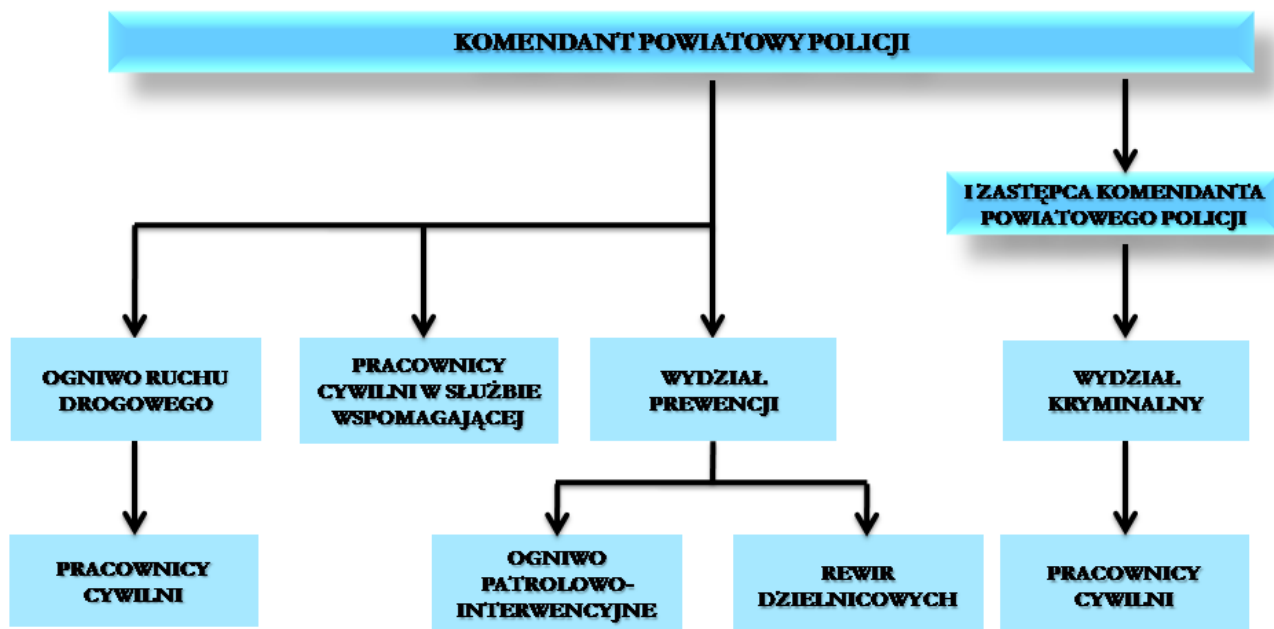 KOMENDANT POWIATOWY POLICJI
I ZASTĘPCA KOMENDANTA
POWIATOWEGO POLICJI
OGNIWO RUCHU
DROGOWEGO
PRACOWNICY
CYWILNI W SŁUŻBIE
WSPOMAGAJĄCEJ
WYDZIAŁ
PREWENCJI
WYDZIAŁ
KRYMINALNY
PRACOWNICY
CYWILNI
OGNIWO
PATROLOWO-
INTERWENCYJNE
REWIR
DZIELNICOWYCH
PRACOWNICY
CYWILNI